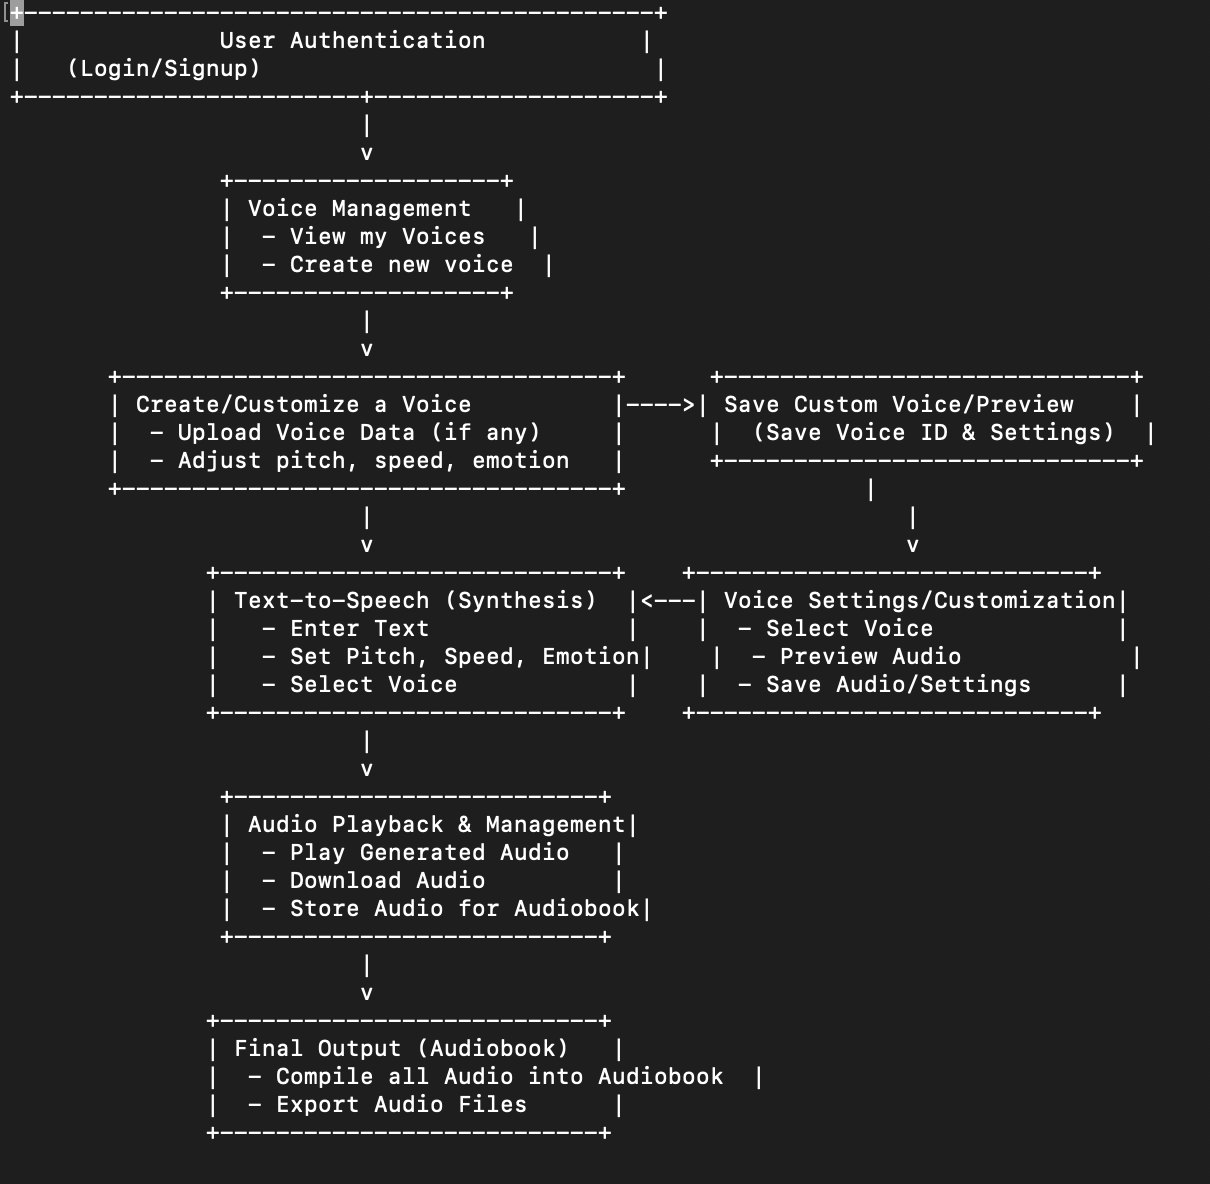 +---------------------------------------------+
|              User Authentication           |
|   (Login/Signup)                            |
+------------------------+--------------------+
                         |
                         v
               +-------------------+
               | Voice Management   |
               |  - View my Voices   |
               |  - Create new voice  |
               +-------------------+
                         |
                         v
       +-----------------------------------+      +-----------------------------+
       | Create/Customize a Voice          |---->| Save Custom Voice/Preview    |
       |  - Upload Voice Data (if any)     |      |  (Save Voice ID & Settings)  |
       |  - Adjust pitch, speed, emotion   |      +-----------------------------+
       +-----------------------------------+                 |
                         |                                      |
                         v                                      v
              +----------------------------+    +----------------------------+
              | Text-to-Speech (Synthesis)  |<---| Voice Settings/Customization|
              |   - Enter Text              |    |  - Select Voice             |
              |   - Set Pitch, Speed, Emotion|    |  - Preview Audio            |
              |   - Select Voice            |    |  - Save Audio/Settings      |
              +----------------------------+    +----------------------------+
                         |
                         v
               +--------------------------+
               | Audio Playback & Management|
               |  - Play Generated Audio   |
               |  - Download Audio         |
               |  - Store Audio for Audiobook|
               +--------------------------+
                         |
                         v
              +---------------------------+
              | Final Output (Audiobook)   |
              |  - Compile all Audio into Audiobook  |
              |  - Export Audio Files      |
              +---------------------------+